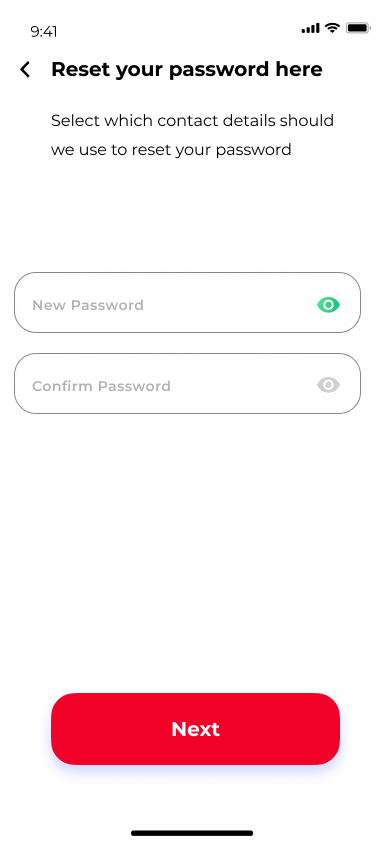 9:41
Reset your password here
Select which contact details should
we use to reset your password
New Password
Confirm Password
Next